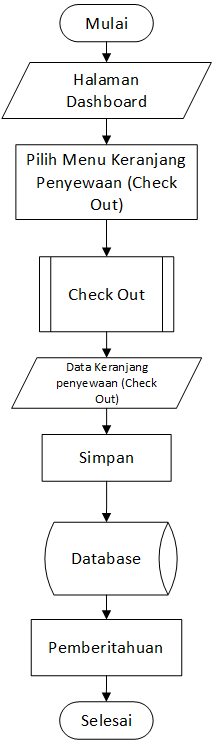 Mulai
Halaman
Dashboard
Pilih Menu Keranjang
Penyewaan (Check
Out)
Check Out
Data Keranjang
penyewaan (Check
Out)
Simpan
Database
Pemberitahuan
Selesai